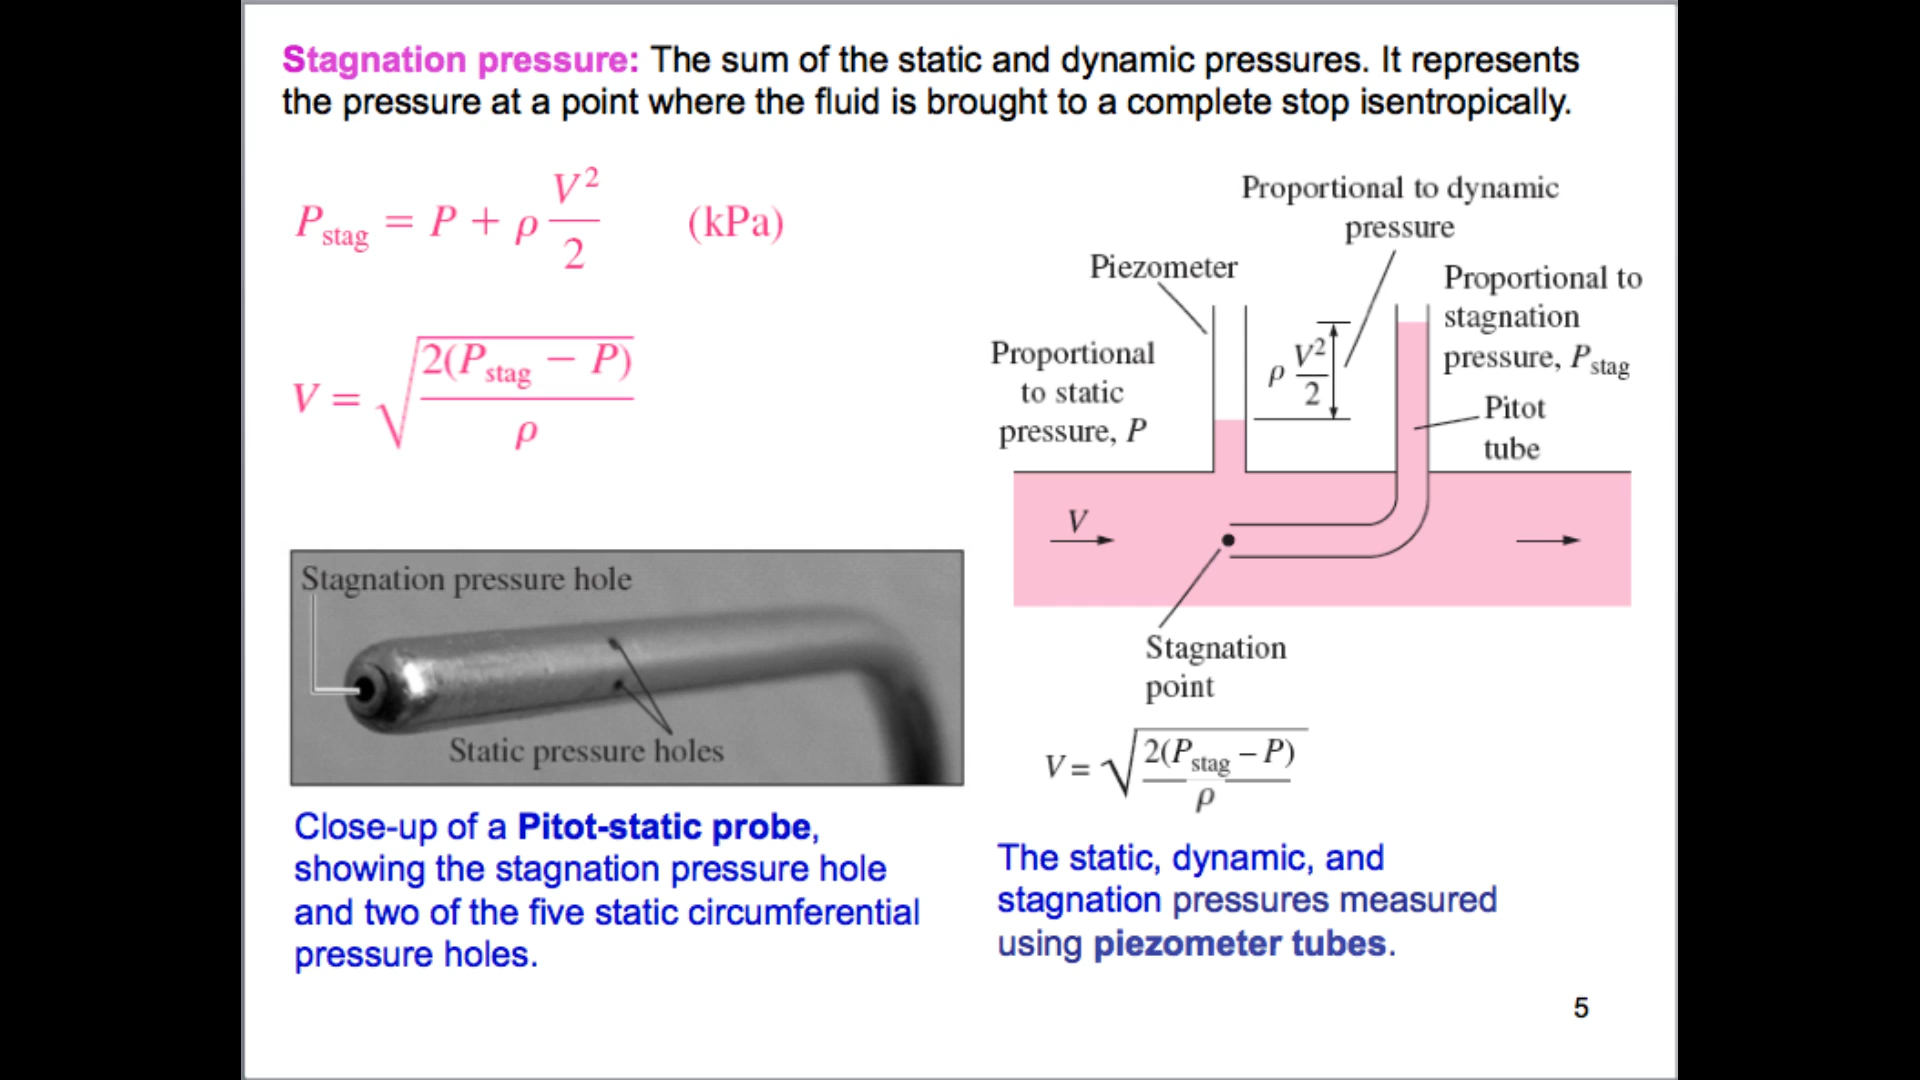 Stagnation pressure: The sum of the static and dynamic pressures. It represents
the pressure at a point where the fluid is brought to a complete stop isentropically.
P_stag = P + ρ V²/2 (kPa)
V = √(2(P_stag − P)/ρ)
Stagnation pressure hole
Static pressure holes
Close-up of a Pitot-static probe,
showing the stagnation pressure hole
and two of the five static circumferential
pressure holes.
Proportional to dynamic
pressure
Piezometer
Proportional to
stagnation
pressure, P_stag
Proportional
to static
pressure, P
ρ V²/2
Pitot
tube
V
Stagnation
point
V = √(2(P_stag − P)/ρ)
The static, dynamic, and
stagnation pressures measured
using piezometer tubes.
5